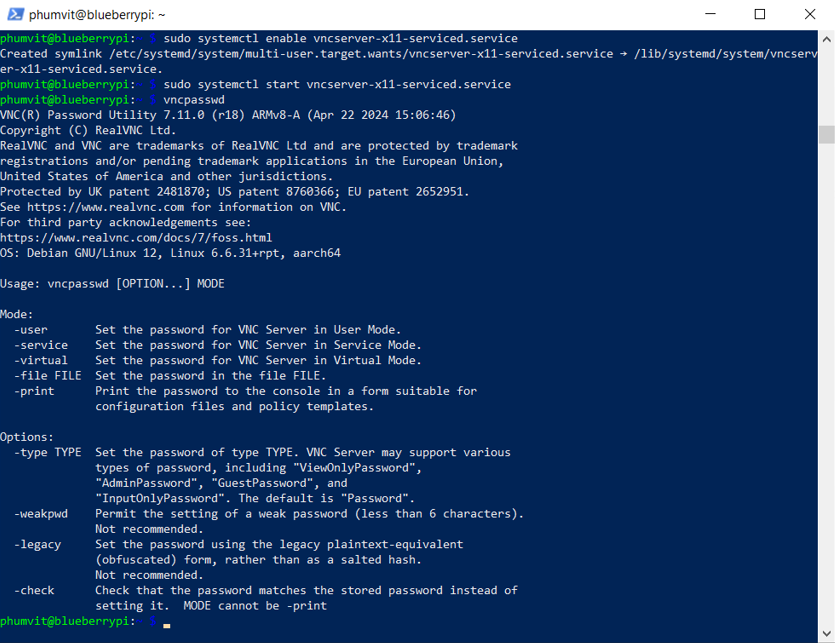 phumvit@blueberrypi: ~
phumvit@blueberrypi: ~ $ sudo systemctl enable vncserver-x11-serviced.service
Created symlink /etc/systemd/system/multi-user.target.wants/vncserver-x11-serviced.service → /lib/systemd/system/vncserv
er-x11-serviced.service.
phumvit@blueberrypi: ~ $ sudo systemctl start vncserver-x11-serviced.service
phumvit@blueberrypi: ~ $ vncpasswd
VNC(R) Password Utility 7.11.0 (r18) ARMv8-A (Apr 22 2024 15:06:46)
Copyright (C) RealVNC Ltd.
RealVNC and VNC are trademarks of RealVNC Ltd and are protected by trademark
registrations and/or pending trademark applications in the European Union,
United States of America and other jurisdictions.
Protected by UK patent 2481870; US patent 8760366; EU patent 2652951.
See https://www.realvnc.com for information on VNC.
For third party acknowledgements see:
https://www.realvnc.com/docs/7/foss.html
OS: Debian GNU/Linux 12, Linux 6.6.31+rpt, aarch64
Usage: vncpasswd [OPTION...] MODE
Mode:
-user Set the password for VNC Server in User Mode.
-service Set the password for VNC Server in Service Mode.
-virtual Set the password for VNC Server in Virtual Mode.
-file FILE Set the password in the file FILE.
-print Print the password to the console in a form suitable for
configuration files and policy templates.
Options:
-type TYPE Set the password of type TYPE. VNC Server may support various
types of password, including "ViewOnlyPassword",
"AdminPassword", "GuestPassword", and
"InputOnlyPassword". The default is "Password".
-weakpwd Permit the setting of a weak password (less than 6 characters).
Not recommended.
-legacy Set the password using the legacy plaintext-equivalent
(obfuscated) form, rather than as a salted hash.
Not recommended.
-check Check that the password matches the stored password instead of
setting it. MODE cannot be -print
phumvit@blueberrypi: ~ $